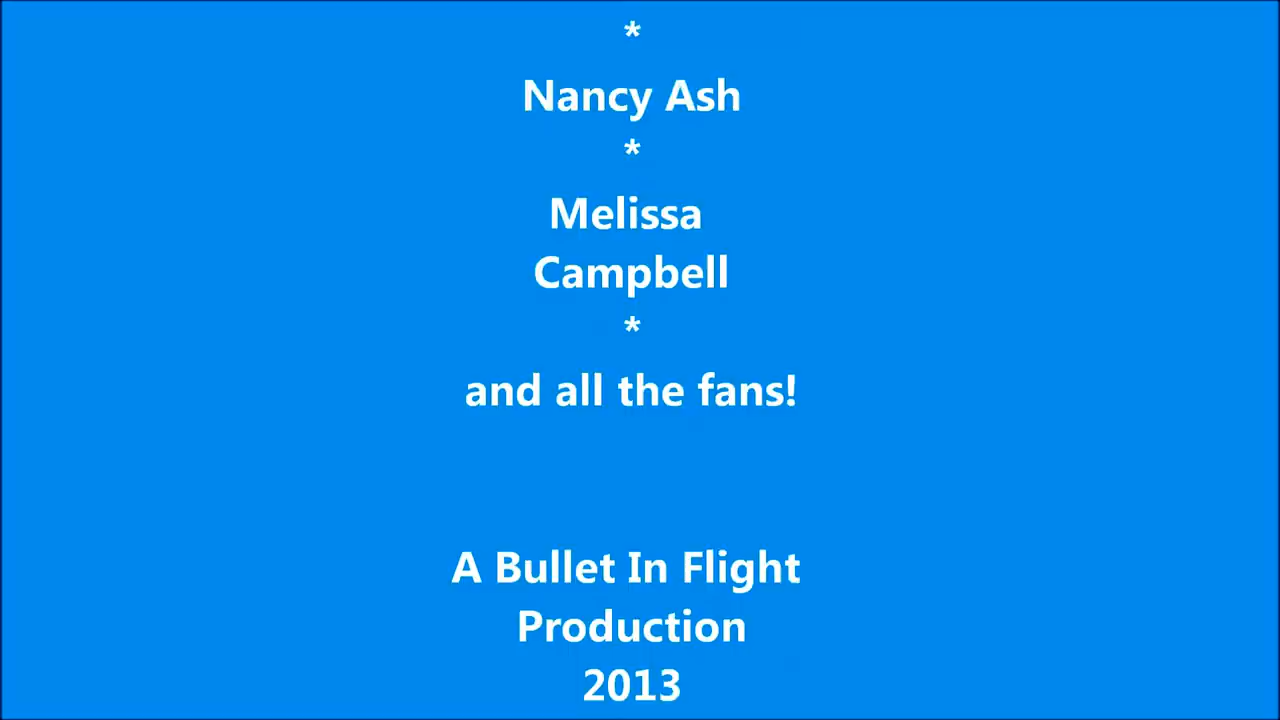 *
Nancy Ash
*
Melissa
Campbell
*
and all the fans!
A Bullet In Flight
Production
2013